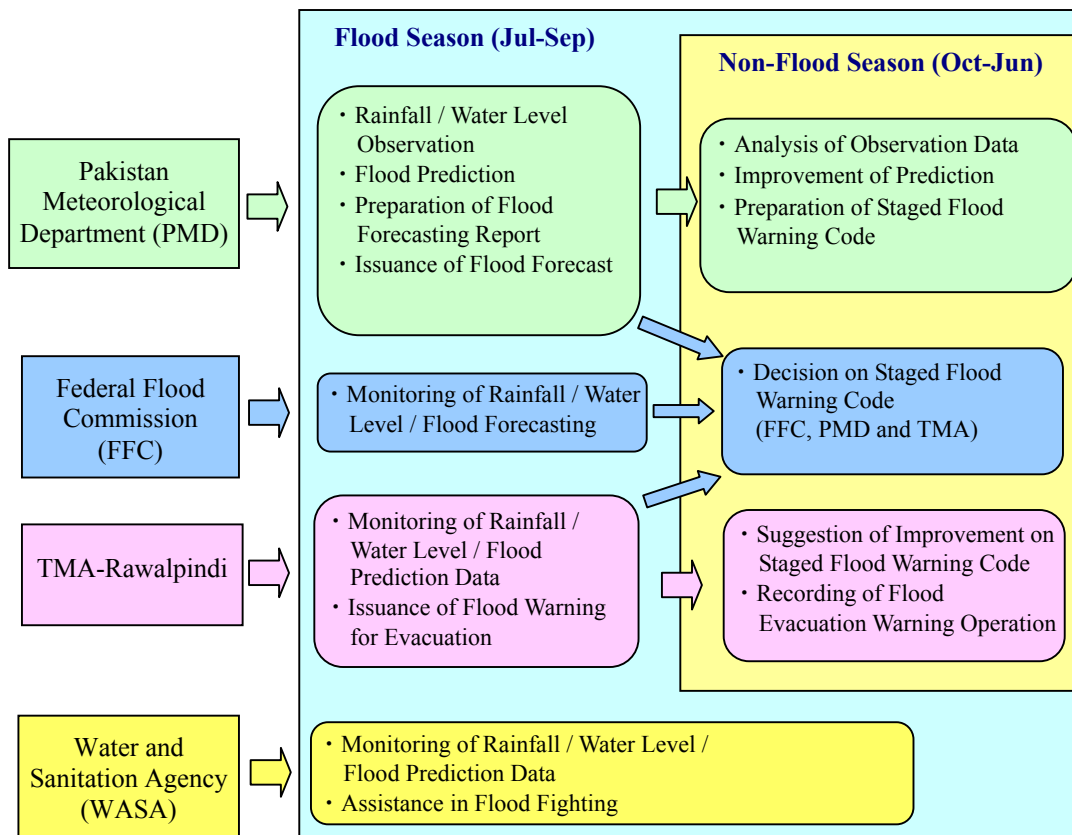 Flood Season (Jul-Sep)
Non-Flood Season (Oct-Jun)
Pakistan
Meteorological
Department (PMD)
・Rainfall / Water Level
Observation
・Flood Prediction
・Preparation of Flood
Forecasting Report
・Issuance of Flood Forecast
・Analysis of Observation Data
・Improvement of Prediction
・Preparation of Staged Flood
Warning Code
Federal Flood
Commission
(FFC)
・Monitoring of Rainfall / Water
Level / Flood Forecasting
・Decision on Staged Flood
Warning Code
(FFC, PMD and TMA)
TMA-Rawalpindi
・Monitoring of Rainfall /
Water Level / Flood
Prediction Data
・Issuance of Flood Warning
for Evacuation
・Suggestion of Improvement on
Staged Flood Warning Code
・Recording of Flood
Evacuation Warning Operation
Water and
Sanitation Agency
(WASA)
・Monitoring of Rainfall / Water Level /
Flood Prediction Data
・Assistance in Flood Fighting